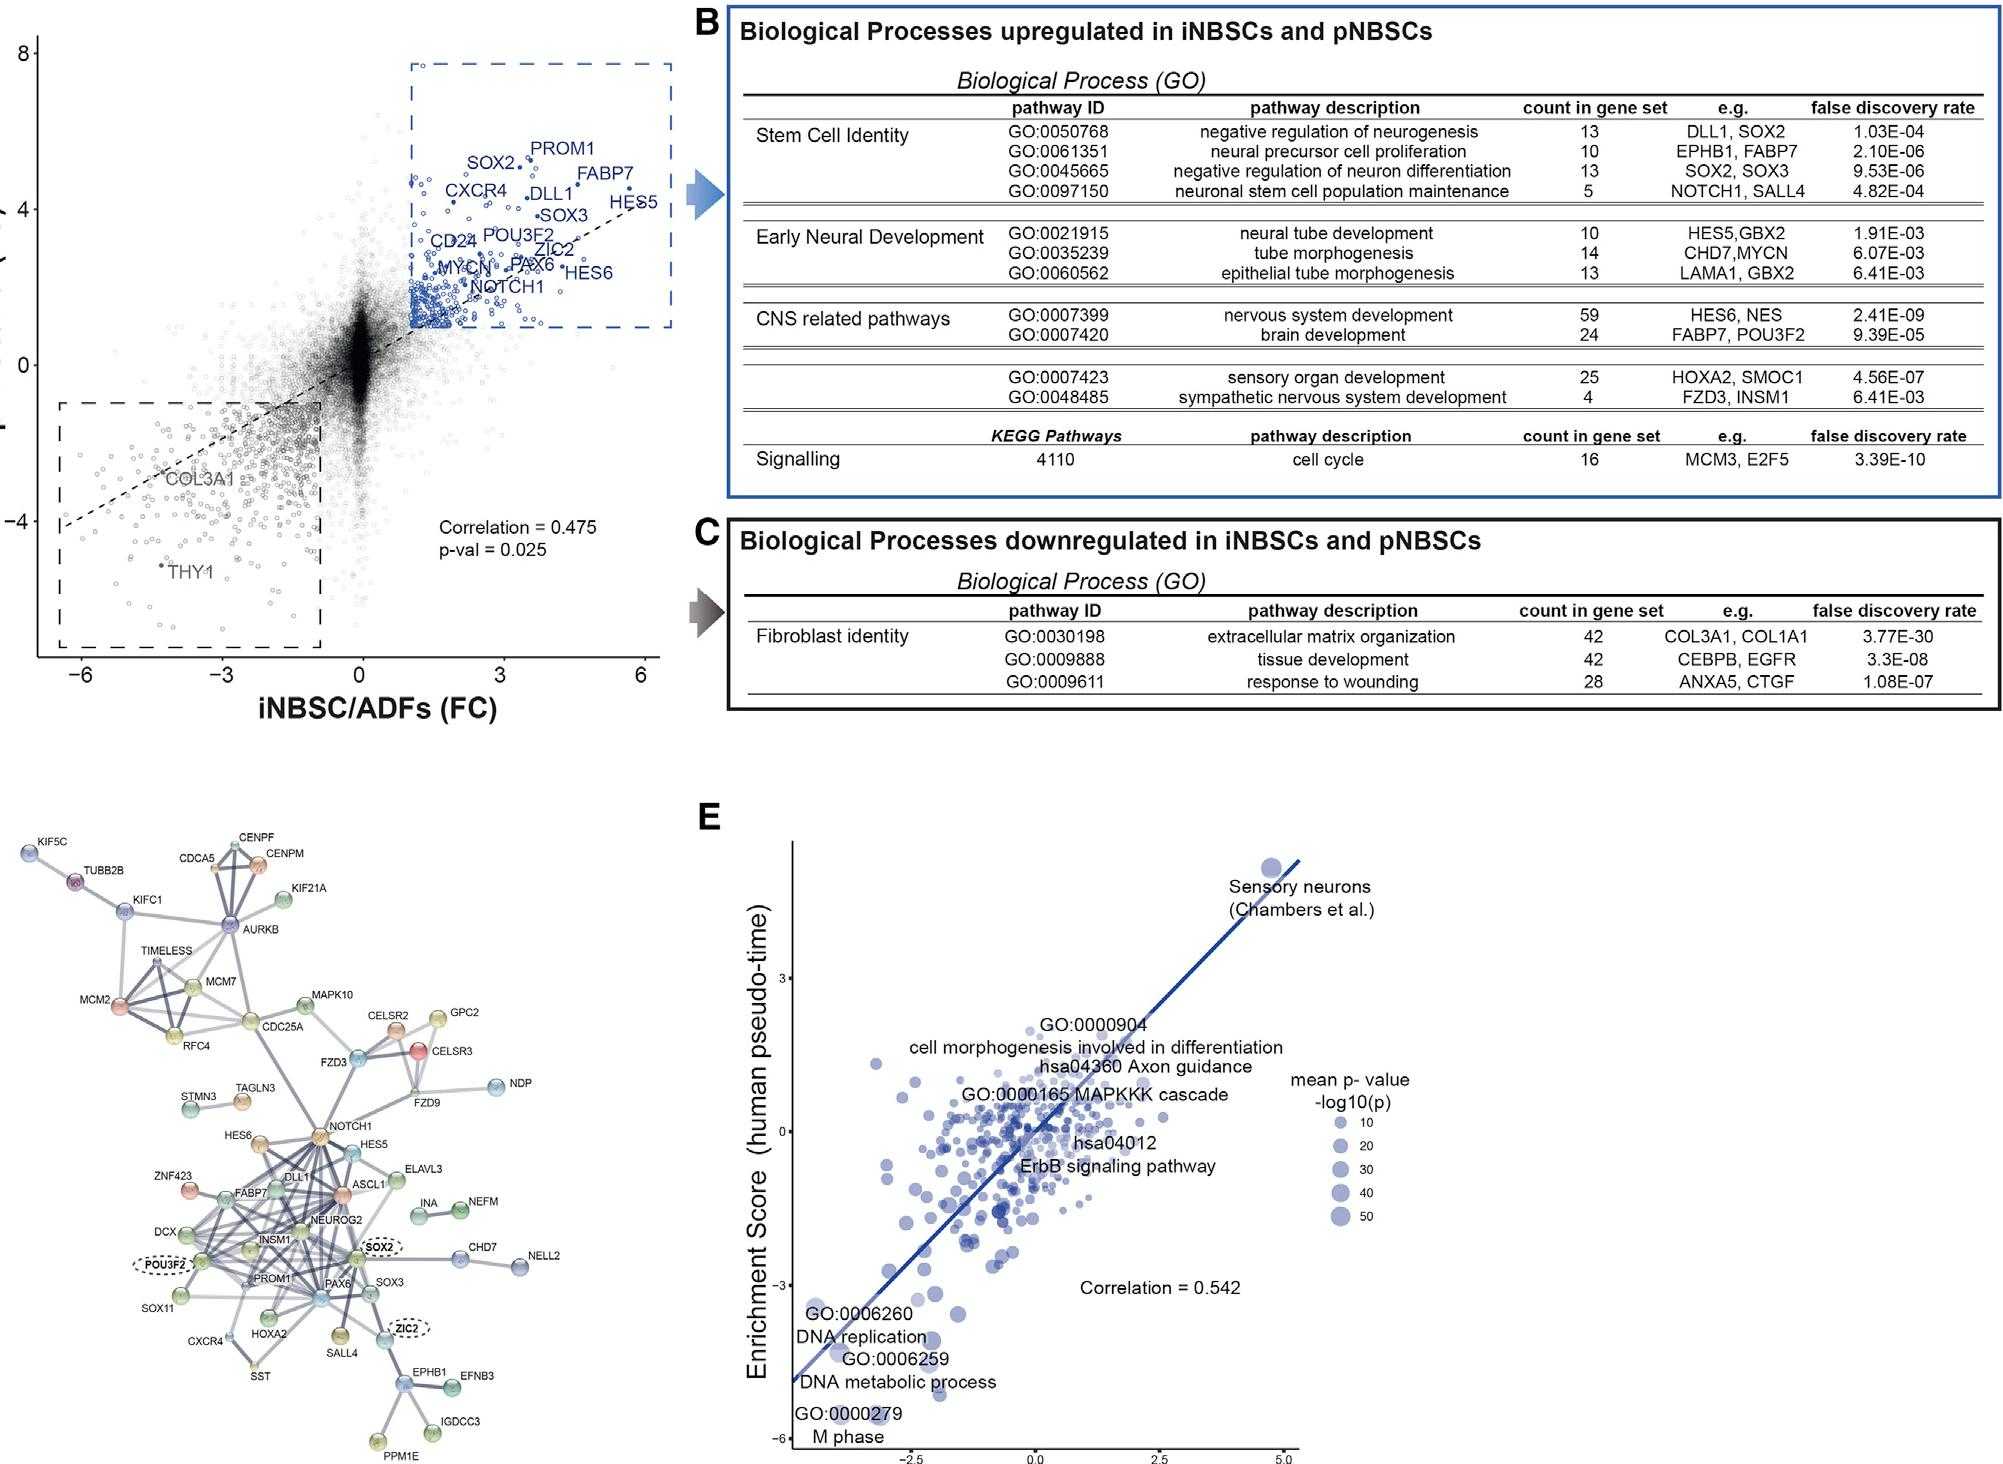 8
4
0
−4
−6
−3
0
3
6
iNBSC/ADFs (FC)
PROM1
SOX2
FABP7
CXCR4
DLL1
HES5
SOX3
CD24
POU3F2
ZIC2
MYCN
PAX6
HES6
NOTCH1
COL3A1
THY1
Correlation = 0.475
p-val = 0.025
B
Biological Processes upregulated in iNBSCs and pNBSCs
Biological Process (GO)
pathway ID pathway description count in gene set e.g. false discovery rate
Stem Cell Identity GO:0050768 negative regulation of neurogenesis 13 DLL1, SOX2 1.03E-04
GO:0061351 neural precursor cell proliferation 10 EPHB1, FABP7 2.10E-06
GO:0045665 negative regulation of neuron differentiation 13 SOX2, SOX3 9.53E-06
GO:0097150 neuronal stem cell population maintenance 5 NOTCH1, SALL4 4.82E-04
Early Neural Development GO:0021915 neural tube development 10 HES5,GBX2 1.91E-03
GO:0035239 tube morphogenesis 14 CHD7,MYCN 6.07E-03
GO:0060562 epithelial tube morphogenesis 13 LAMA1, GBX2 6.41E-03
CNS related pathways GO:0007399 nervous system development 59 HES6, NES 2.41E-09
GO:0007420 brain development 24 FABP7, POU3F2 9.39E-05
GO:0007423 sensory organ development 25 HOXA2, SMOC1 4.56E-07
GO:0048485 sympathetic nervous system development 4 FZD3, INSM1 6.41E-03
KEGG Pathways pathway description count in gene set e.g. false discovery rate
Signalling 4110 cell cycle 16 MCM3, E2F5 3.39E-10
C
Biological Processes downregulated in iNBSCs and pNBSCs
Biological Process (GO)
pathway ID pathway description count in gene set e.g. false discovery rate
Fibroblast identity GO:0030198 extracellular matrix organization 42 COL3A1, COL1A1 3.77E-30
GO:0009888 tissue development 42 CEBPB, EGFR 3.3E-08
GO:0009611 response to wounding 28 ANXA5, CTGF 1.08E-07
KIF5C
CENPF
CDCA5
CENPM
TUBB2B
KIF21A
KIFC1
AURKB
TIMELESS
MCM7
MCM2
MAPK10
CDC25A
RFC4
CELSR2
GPC2
FZD3
CELSR3
NDP
STMN3
TAGLN3
FZD9
NOTCH1
HES6
HES5
ELAVL3
ZNF423
DLL1
FABP7
ASCL1
INA
NEFM
NEUROG2
DCX
INSM1
SOX2
CHD7
NELL2
POU3F2
PROM1
PAX6
SOX3
SOX11
ZIC2
CXCR4
HOXA2
SALL4
SST
EPHB1
EFNB3
IGDCC3
PPM1E
E
Enrichment Score (human pseudo-time)
3
0
−3
−6
−2.5
0.0
2.5
5.0
Sensory neurons
(Chambers et al.)
GO:0000904
cell morphogenesis involved in differentiation
hsa04360 Axon guidance
GO:0000165 MAPKKK cascade
hsa04012
ErbB signaling pathway
Correlation = 0.542
GO:0006260
DNA replication
GO:0006259
DNA metabolic process
GO:0000279
M phase
mean p- value
-log10(p)
10
20
30
40
50